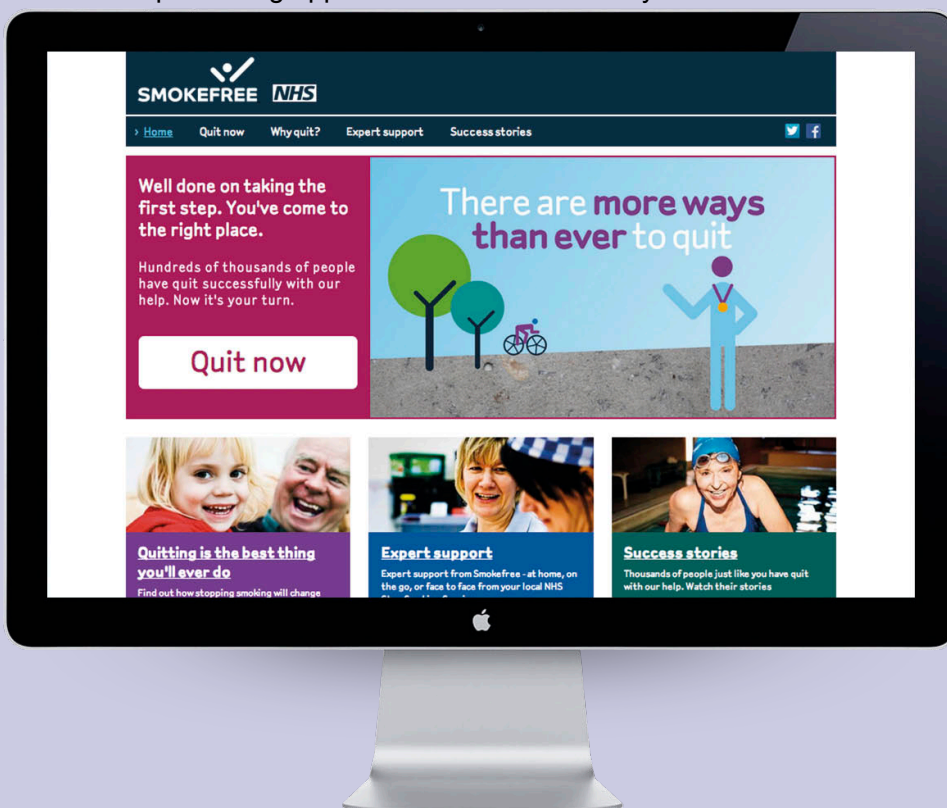 SMOKEFREE NHS
› Home Quit now Why quit? Expert support Success stories
Well done on taking the
first step. You've come to
the right place.
Hundreds of thousands of people
have quit successfully with our
help. Now it's your turn.
Quit now
There are more ways
than ever to quit
Quitting is the best thing
you'll ever do
Find out how stopping smoking will change
Expert support
Expert support from Smokefree - at home, on
the go, or face to face from your local NHS
Success stories
Thousands of people just like you have quit
with our help. Watch their stories